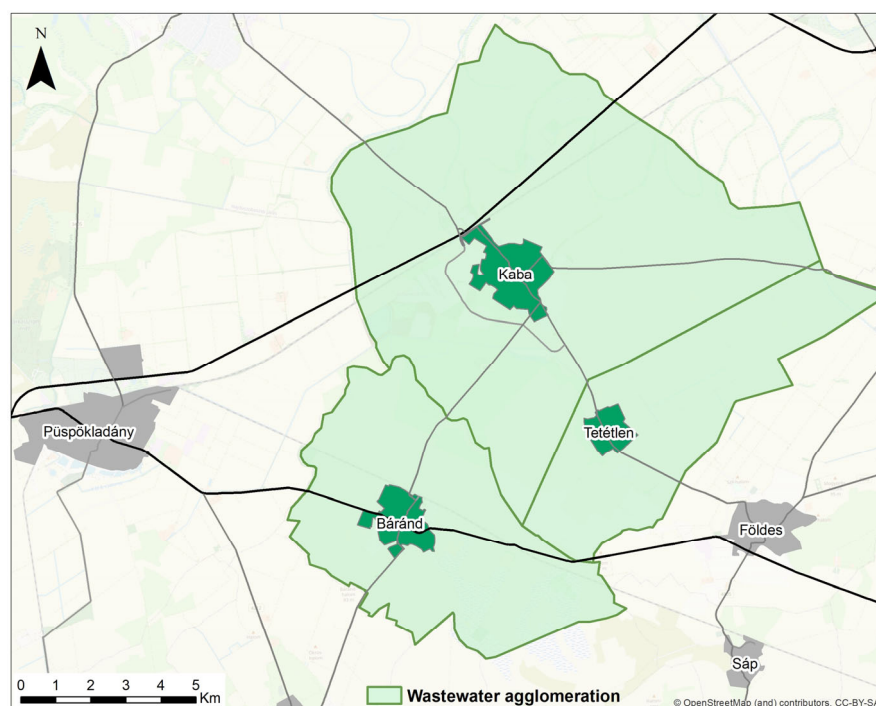 N
Kaba
Püspökladány
Tetétlen
Báránd
Földes
Sáp
0 1 2 3 4 5
Km
Wastewater agglomeration
© OpenStreetMap (and) contributors, CC-BY-SA